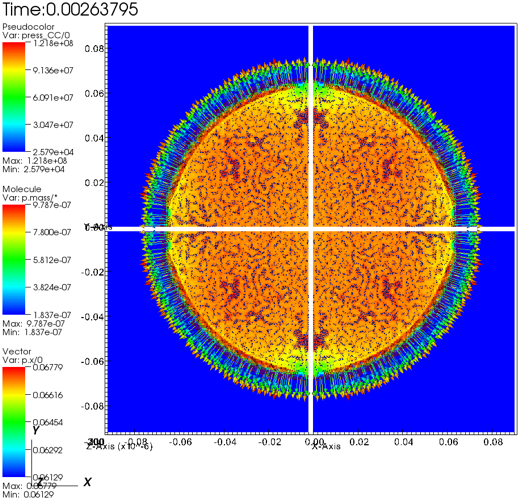 Time:0.00263795
Pseudocolor
Var: press_CC/0
1.218e+08
9.136e+07
6.091e+07
3.047e+07
2.579e+04
Max: 1.218e+08
Min: 2.579e+04
Molecule
Var: p.mass/*
9.787e-07
7.800e-07
5.812e-07
3.824e-07
1.837e-07
Max: 9.787e-07
Min: 1.837e-07
Vector
Var: p.x/0
0.06779
0.06616
0.06454
0.06292
0.06129
Max: 0.06779
Min: 0.06129
Y
Z
X
0.08
0.06
0.04
0.02
0.00
-0.02
-0.04
-0.06
-0.08
-0.08 -0.06 -0.04 -0.02 0.00 0.02 0.04 0.06 0.08
Z-Axis (x10^-6)
X-Axis